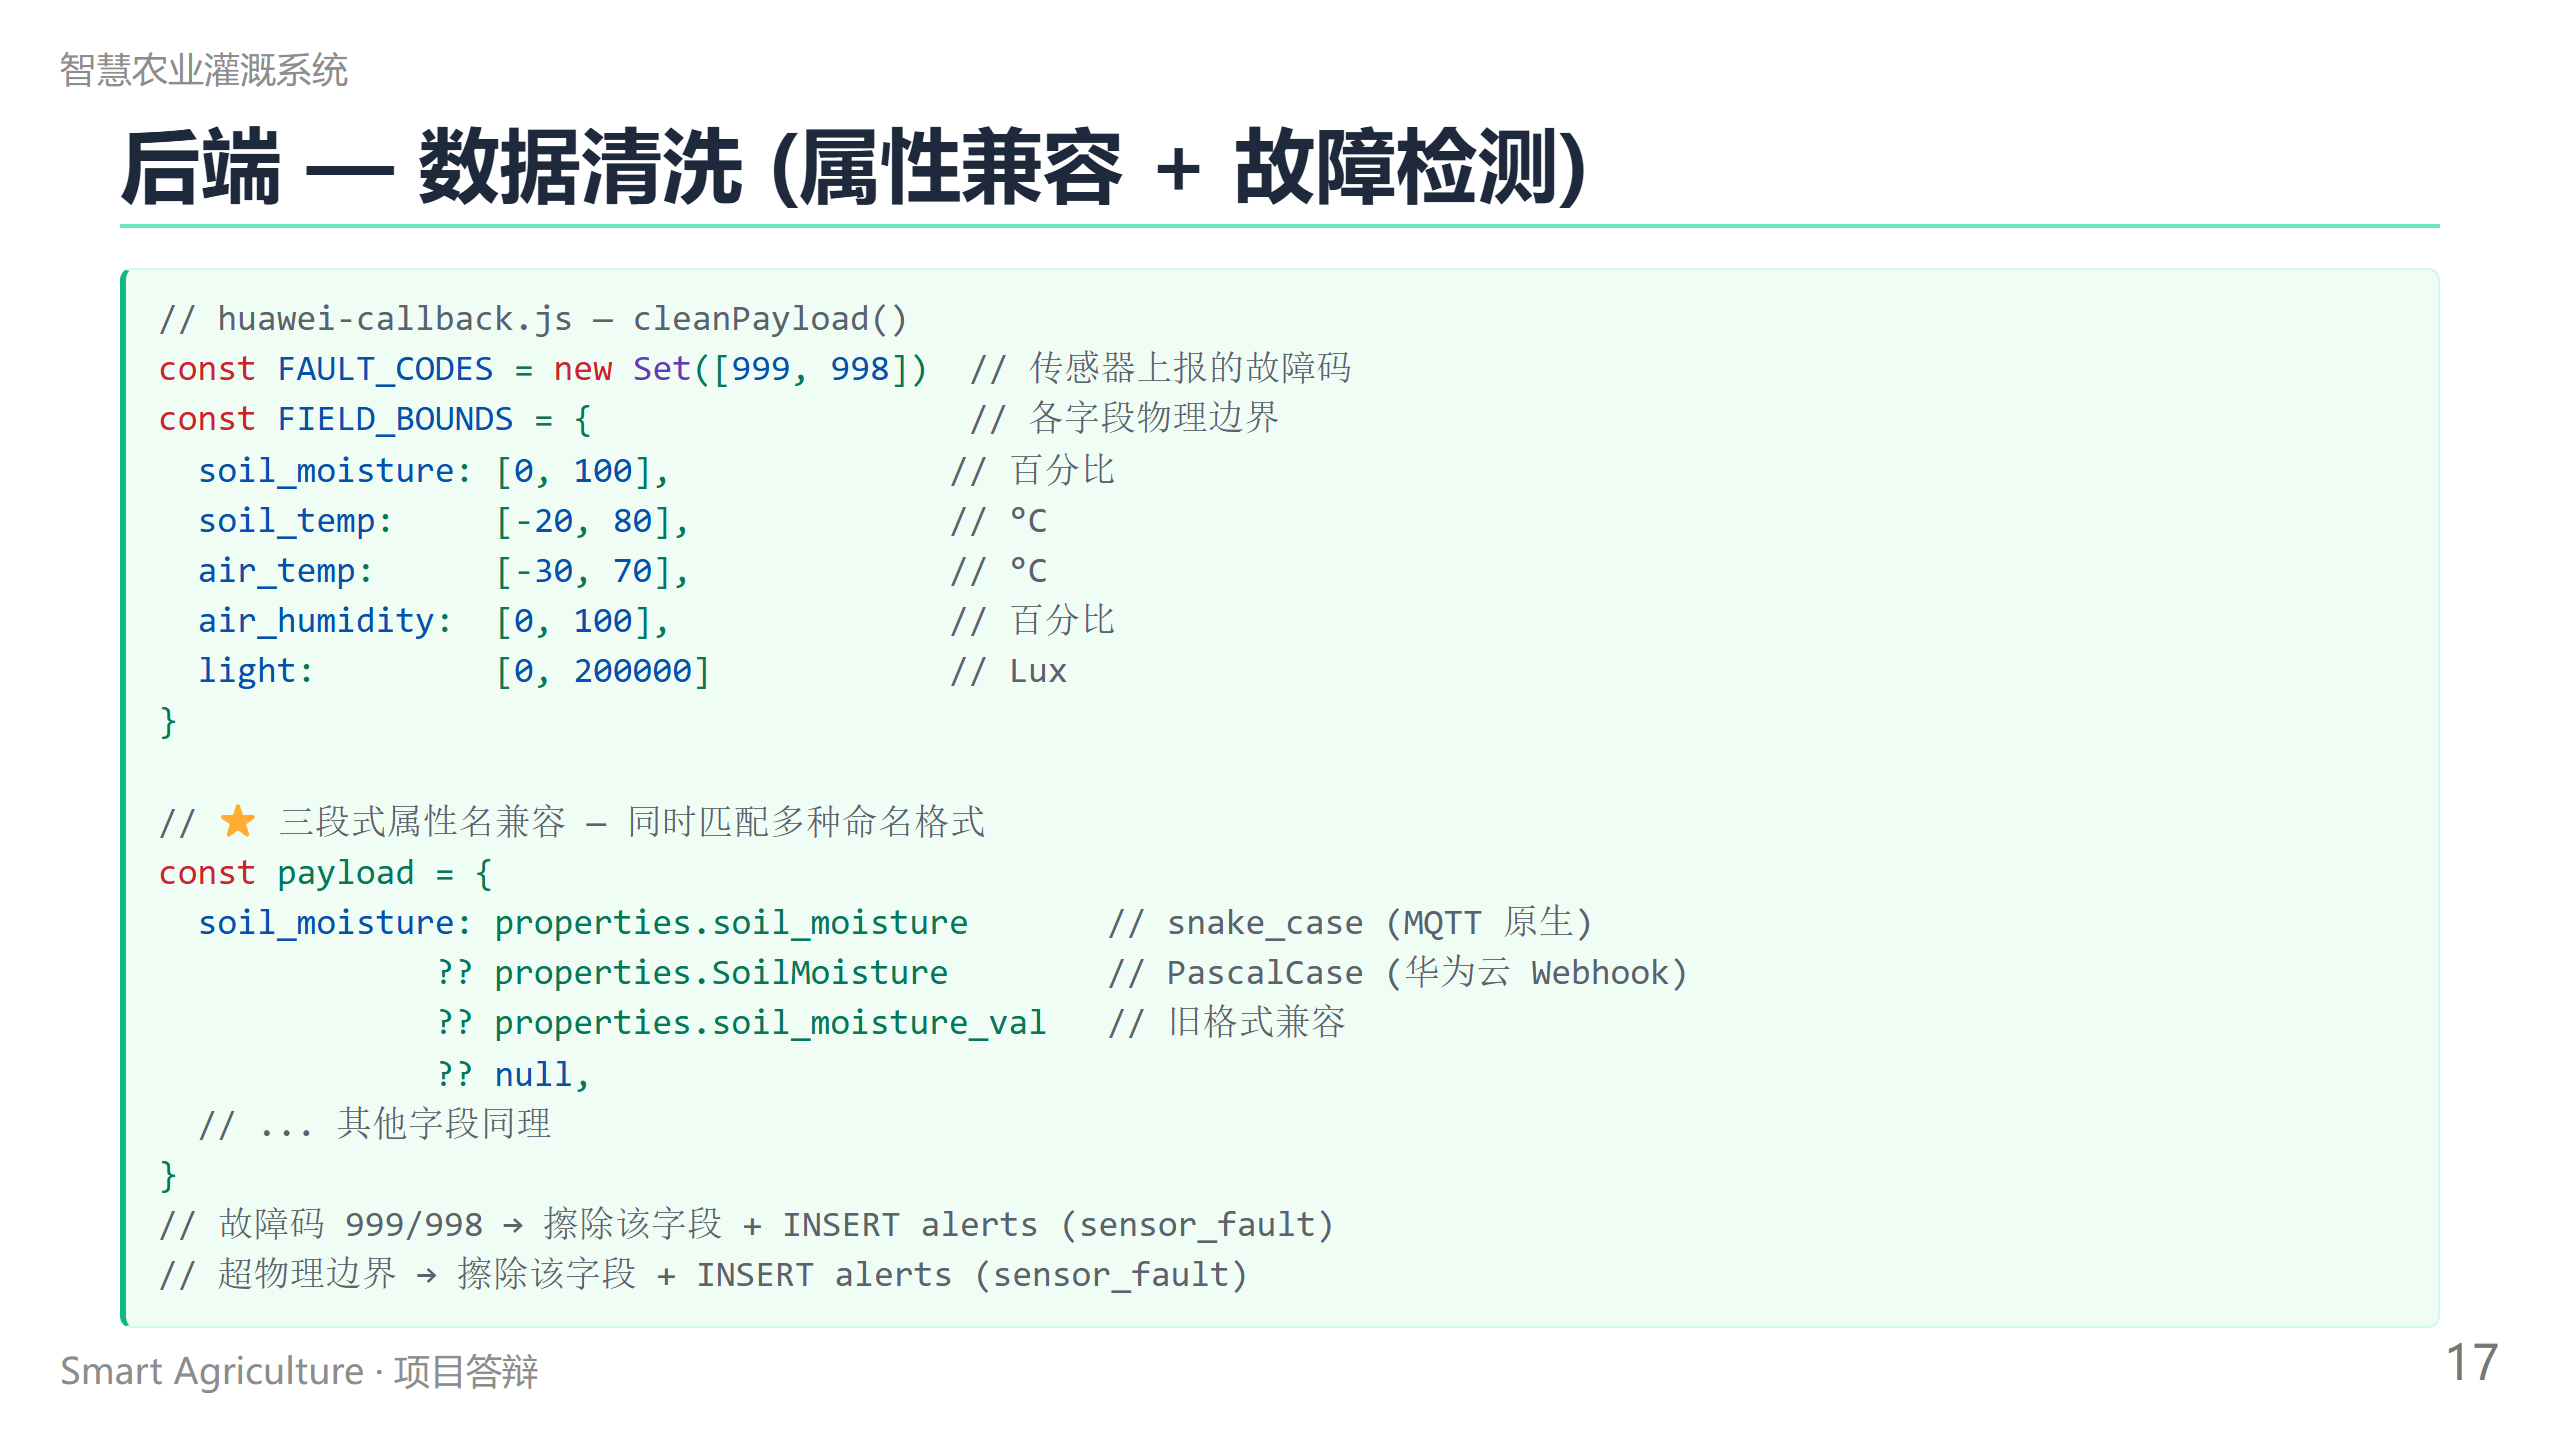 智慧农业灌溉系统
后端 — 数据清洗 (属性兼容 + 故障检测)
// huawei-callback.js — cleanPayload()
const FAULT_CODES = new Set([999, 998])  // 传感器上报的故障码
const FIELD_BOUNDS = {                   // 各字段物理边界
  soil_moisture: [0, 100],              // 百分比
  soil_temp:     [-20, 80],             // °C
  air_temp:      [-30, 70],             // °C
  air_humidity:  [0, 100],              // 百分比
  light:         [0, 200000]            // Lux
}
// ⭐ 三段式属性名兼容 — 同时匹配多种命名格式
const payload = {
  soil_moisture: properties.soil_moisture       // snake_case (MQTT 原生)
              ?? properties.SoilMoisture        // PascalCase (华为云 Webhook)
              ?? properties.soil_moisture_val   // 旧格式兼容
              ?? null,
  // ... 其他字段同理
}
// 故障码 999/998 → 擦除该字段 + INSERT alerts (sensor_fault)
// 超物理边界 → 擦除该字段 + INSERT alerts (sensor_fault)
Smart Agriculture · 项目答辩
17